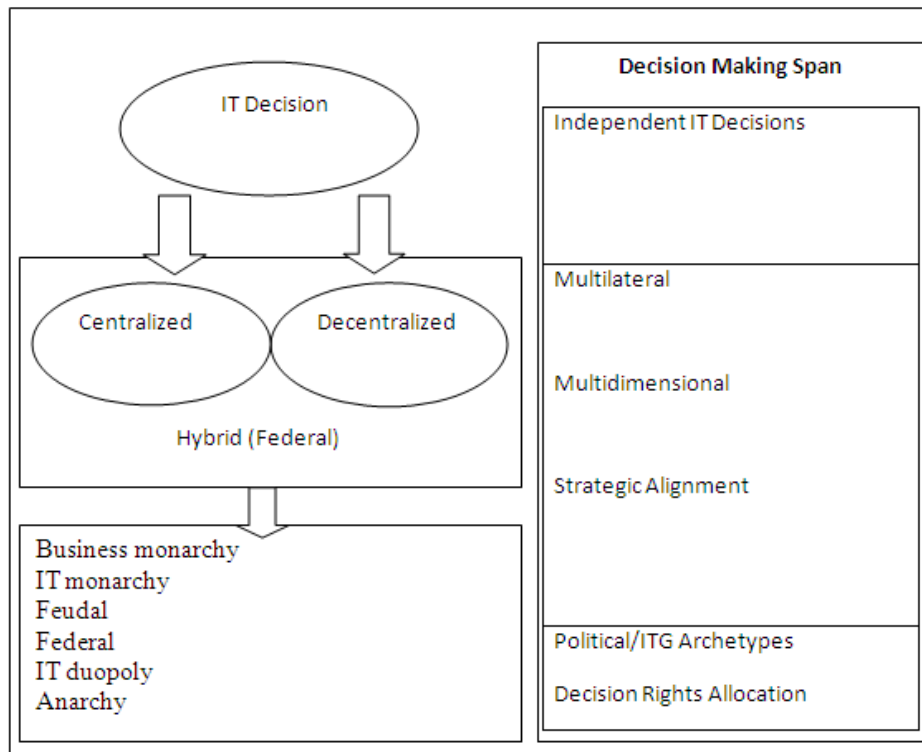 IT Decision
Centralized
Decentralized
Hybrid (Federal)
Business monarchy
IT monarchy
Feudal
Federal
IT duopoly
Anarchy
Decision Making Span
Independent IT Decisions
Multilateral
Multidimensional
Strategic Alignment
Political/ITG Archetypes
Decision Rights Allocation